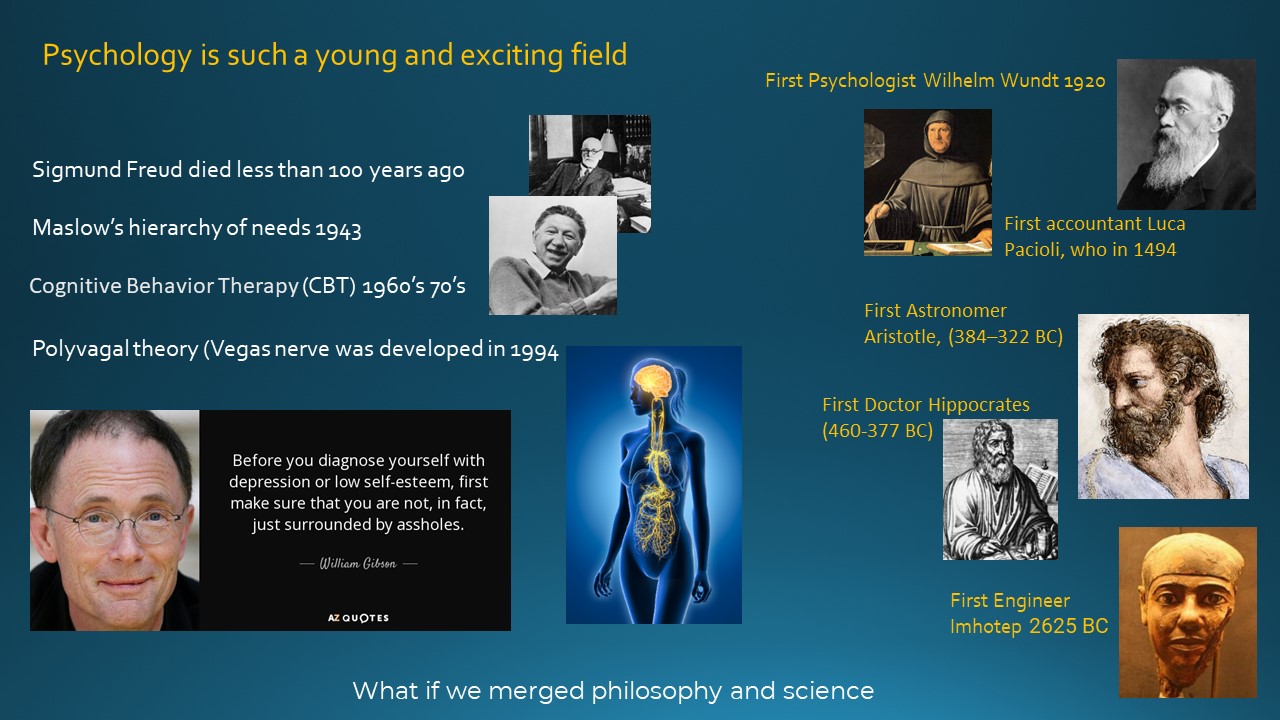 Psychology is such a young and exciting field
Sigmund Freud died less than 100 years ago
Maslow’s hierarchy of needs 1943
Cognitive Behavior Therapy (CBT) 1960’s 70’s
Polyvagal theory (Vegas nerve was developed in 1994
Before you diagnose yourself with
depression or low self-esteem, first
make sure that you are not, in fact,
just surrounded by assholes.
— William Gibson —
AZ QUOTES
First Psychologist Wilhelm Wundt 1920
First accountant Luca
Pacioli, who in 1494
First Astronomer
Aristotle, (384–322 BC)
First Doctor Hippocrates
(460-377 BC)
First Engineer
Imhotep 2625 BC
What if we merged philosophy and science